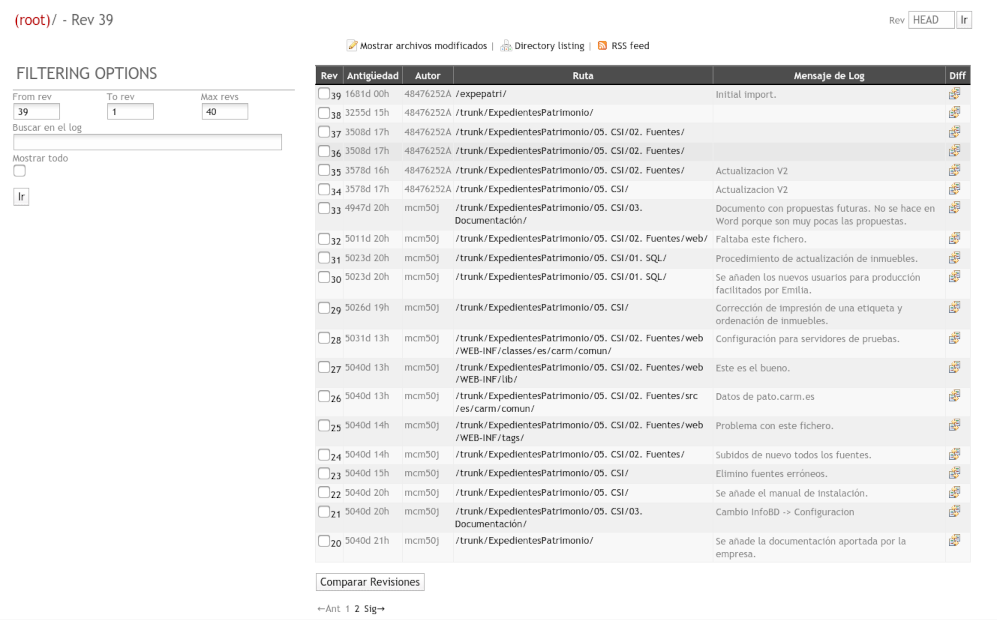 (root)/ - Rev 39
Rev HEAD Ir
Mostrar archivos modificados | Directory listing | RSS feed
FILTERING OPTIONS
From rev To rev Max revs
39 1 40
Buscar en el log
Mostrar todo
Ir
Rev Antigüedad Autor Ruta Mensaje de Log Diff
39 1681d 00h 48476252A /expepatri/ Initial import.
38 3255d 15h 48476252A /trunk/ExpedientesPatrimonio/
37 3508d 17h 48476252A /trunk/ExpedientesPatrimonio/05. CSI/02. Fuentes/
36 3508d 17h 48476252A /trunk/ExpedientesPatrimonio/05. CSI/02. Fuentes/
35 3578d 16h 48476252A /trunk/ExpedientesPatrimonio/05. CSI/02. Fuentes/ Actualizacion V2
34 3578d 17h 48476252A /trunk/ExpedientesPatrimonio/05. CSI/ Actualizacion V2
33 4947d 20h mcm50j /trunk/ExpedientesPatrimonio/05. CSI/03. Documento con propuestas futuras. No se hace en
Documentación/ Word porque son muy pocas las propuestas.
32 5011d 20h mcm50j /trunk/ExpedientesPatrimonio/05. CSI/02. Fuentes/web/ Faltaba este fichero.
31 5023d 20h mcm50j /trunk/ExpedientesPatrimonio/05. CSI/01. SQL/ Procedimiento de actualización de inmuebles.
30 5023d 20h mcm50j /trunk/ExpedientesPatrimonio/05. CSI/01. SQL/ Se añaden los nuevos usuarios para producción
facilitados por Emilia.
29 5026d 19h mcm50j /trunk/ExpedientesPatrimonio/05. CSI/ Corrección de impresión de una etiqueta y
ordenación de inmuebles.
28 5031d 13h mcm50j /trunk/ExpedientesPatrimonio/05. CSI/02. Fuentes/web Configuración para servidores de pruebas.
/WEB-INF/classes/es/carm/comun/
27 5040d 13h mcm50j /trunk/ExpedientesPatrimonio/05. CSI/02. Fuentes/web Este es el bueno.
/WEB-INF/lib/
26 5040d 13h mcm50j /trunk/ExpedientesPatrimonio/05. CSI/02. Fuentes/src Datos de pato.carm.es
/es/carm/comun/
25 5040d 14h mcm50j /trunk/ExpedientesPatrimonio/05. CSI/02. Fuentes/web Problema con este fichero.
/WEB-INF/tags/
24 5040d 14h mcm50j /trunk/ExpedientesPatrimonio/05. CSI/02. Fuentes/ Subidos de nuevo todos los fuentes.
23 5040d 15h mcm50j /trunk/ExpedientesPatrimonio/05. CSI/ Elimino fuentes erróneos.
22 5040d 20h mcm50j /trunk/ExpedientesPatrimonio/05. CSI/ Se añade el manual de instalación.
21 5040d 20h mcm50j /trunk/ExpedientesPatrimonio/05. CSI/03. Cambio InfoBD -> Configuracion
Documentación/
20 5040d 21h mcm50j /trunk/ExpedientesPatrimonio/ Se añade la documentación aportada por la
empresa.
Comparar Revisiones
←Ant 1 2 Sig→